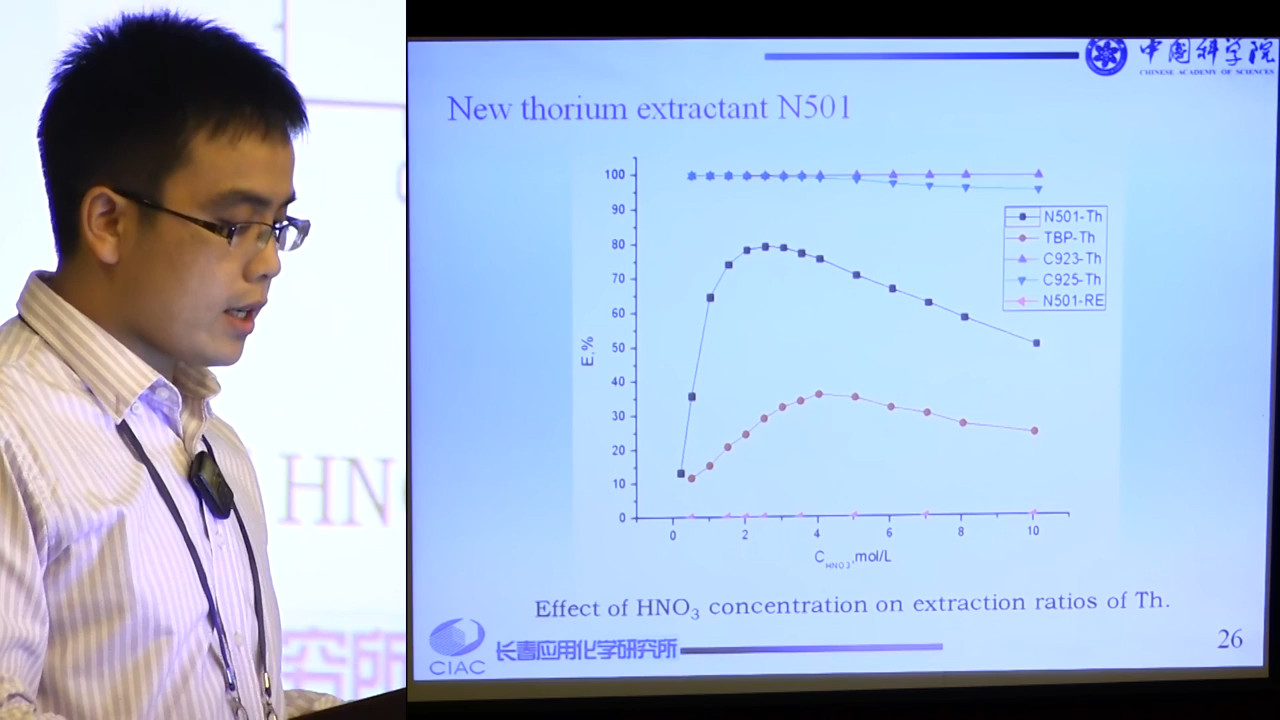 中国科学院
CHINESE ACADEMY OF SCIENCES
New thorium extractant N501
100
90
80
70
60
50
40
30
20
10
0
E,%
N501-Th
TBP-Th
C923-Th
C925-Th
N501-RE
0 2 4 6 8 10
C HNO3, mol/L
Effect of HNO₃ concentration on extraction ratios of Th.
CIAC
长春应用化学研究所
26
HN
究所